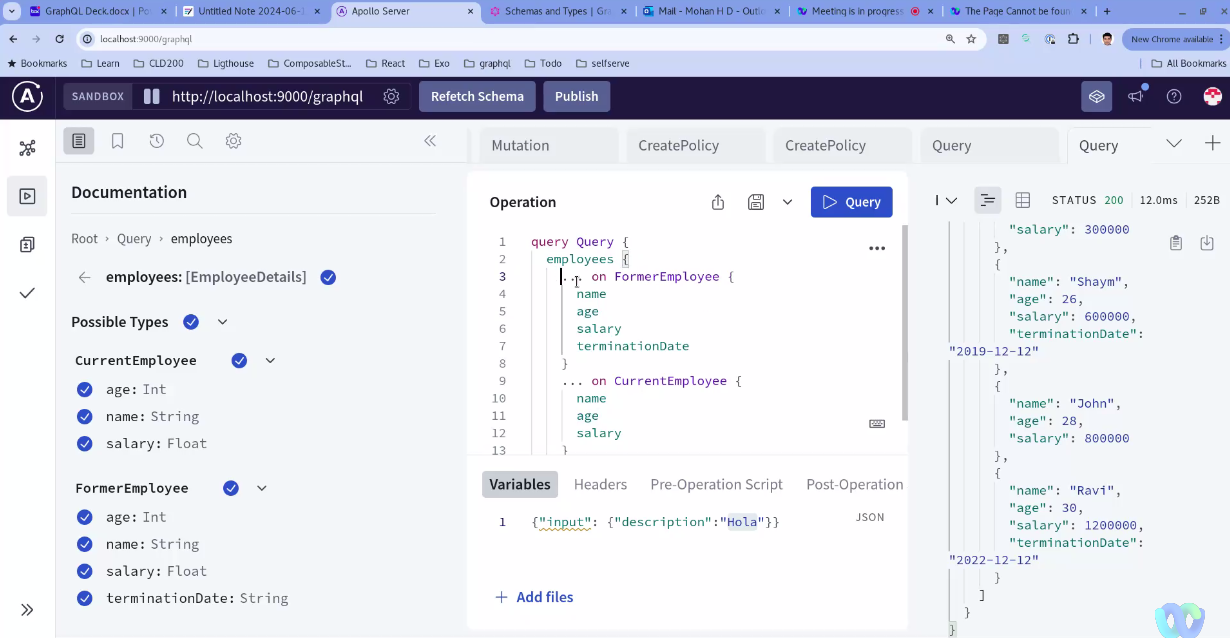 GraphQL Deck.docx | Po
Untitled Note 2024-06-1
Apollo Server
Schemas and Types | Gra
Mail - Mohan H D - Outlo
Meeting is in progress
The Page Cannot be foun
localhost:9000/graphql
New Chrome available
Bookmarks
Learn
CLD200
Ligthouse
ComposableSt...
React
Exo
graphql
Todo
selfserve
All Bookmarks
SANDBOX
http://localhost:9000/graphql
Refetch Schema
Publish
Documentation
Root › Query › employees
employees: [EmployeeDetails]
Possible Types
CurrentEmployee
age: Int
name: String
salary: Float
FormerEmployee
age: Int
name: String
salary: Float
terminationDate: String
Mutation
CreatePolicy
CreatePolicy
Query
Query
Operation
Query
1 query Query {
2 employees {
3 ... on FormerEmployee {
4 name
5 age
6 salary
7 terminationDate
8 }
9 ... on CurrentEmployee {
10 name
11 age
12 salary
13 }
Variables
Headers
Pre-Operation Script
Post-Operation
1 {"input": {"description":"Hola"}}
JSON
+ Add files
STATUS 200
12.0ms
252B
"salary": 300000
},
{
"name": "Shaym",
"age": 26,
"salary": 600000,
"terminationDate":
"2019-12-12"
},
{
"name": "John",
"age": 28,
"salary": 800000
},
{
"name": "Ravi",
"age": 30,
"salary": 1200000,
"terminationDate":
"2022-12-12"
}
]
}
}